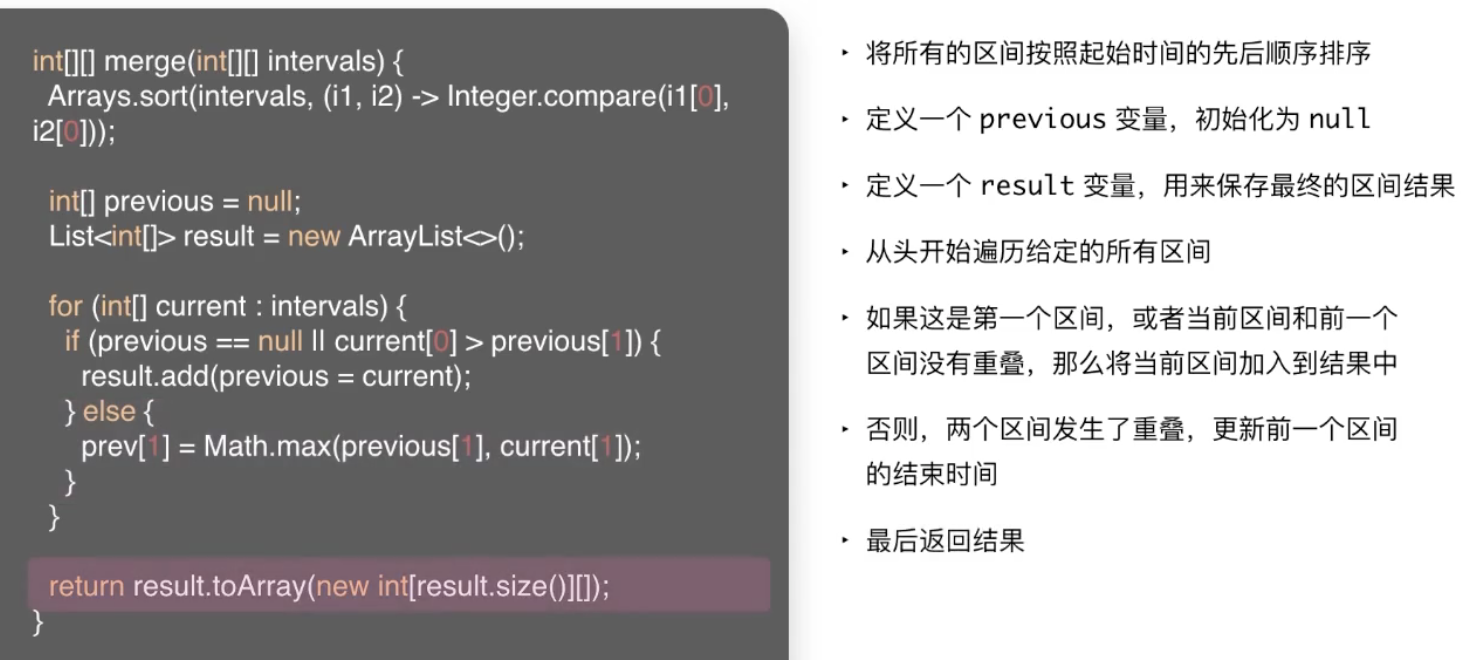 int[][] merge(int[][] intervals) {
Arrays.sort(intervals, (i1, i2) -> Integer.compare(i1[0],
i2[0]));
int[] previous = null;
List<int[]> result = new ArrayList<>();
for (int[] current : intervals) {
if (previous == null || current[0] > previous[1]) {
result.add(previous = current);
} else {
prev[1] = Math.max(previous[1], current[1]);
}
}
return result.toArray(new int[result.size()][]);
}
‣ 将所有的区间按照起始时间的先后顺序排序
‣ 定义一个 previous 变量，初始化为 null
‣ 定义一个 result 变量，用来保存最终的区间结果
‣ 从头开始遍历给定的所有区间
‣ 如果这是第一个区间，或者当前区间和前一个
区间没有重叠，那么将当前区间加入到结果中
‣ 否则，两个区间发生了重叠，更新前一个区间
的结束时间
‣ 最后返回结果